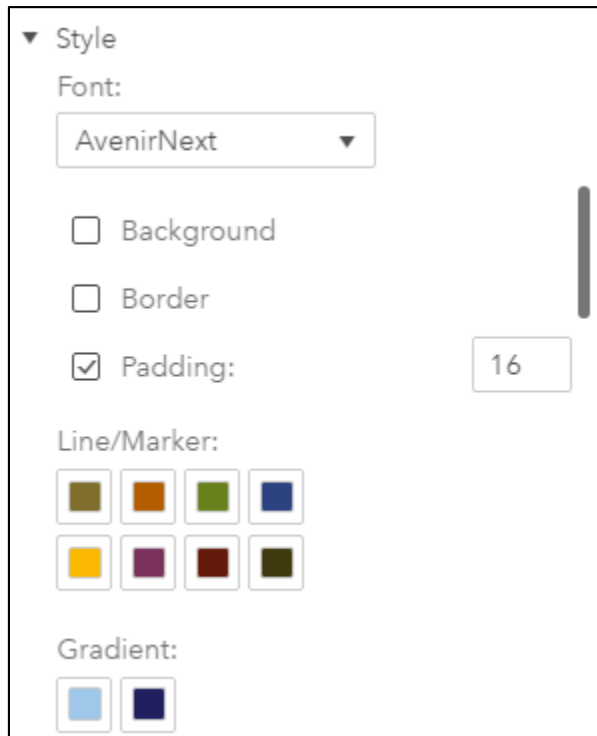 Style
Font:
AvenirNext
Background
Border
Padding: 16
Line/Marker:
Gradient: